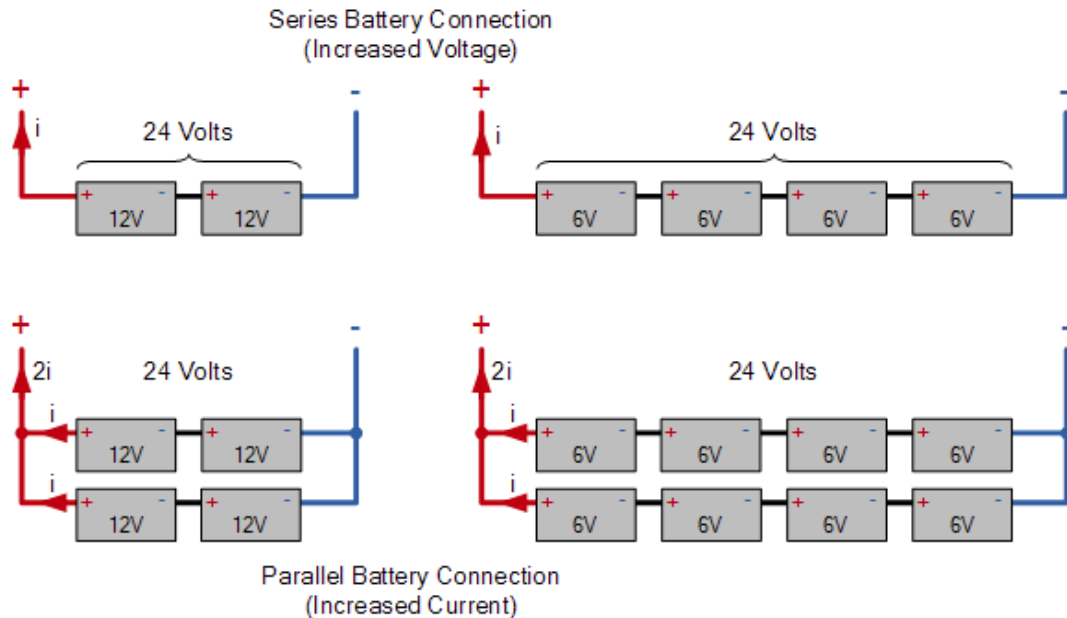 Series Battery Connection
(Increased Voltage)
+ - + -
i 24 Volts i 24 Volts
+ - + - + - + - + - + -
12V 12V 6V 6V 6V 6V
+ - + -
2i 24 Volts 2i 24 Volts
i i
+ - + - + - + - + - + -
12V 12V 6V 6V 6V 6V
i i
+ - + - + - + - + - + -
12V 12V 6V 6V 6V 6V
Parallel Battery Connection
(Increased Current)